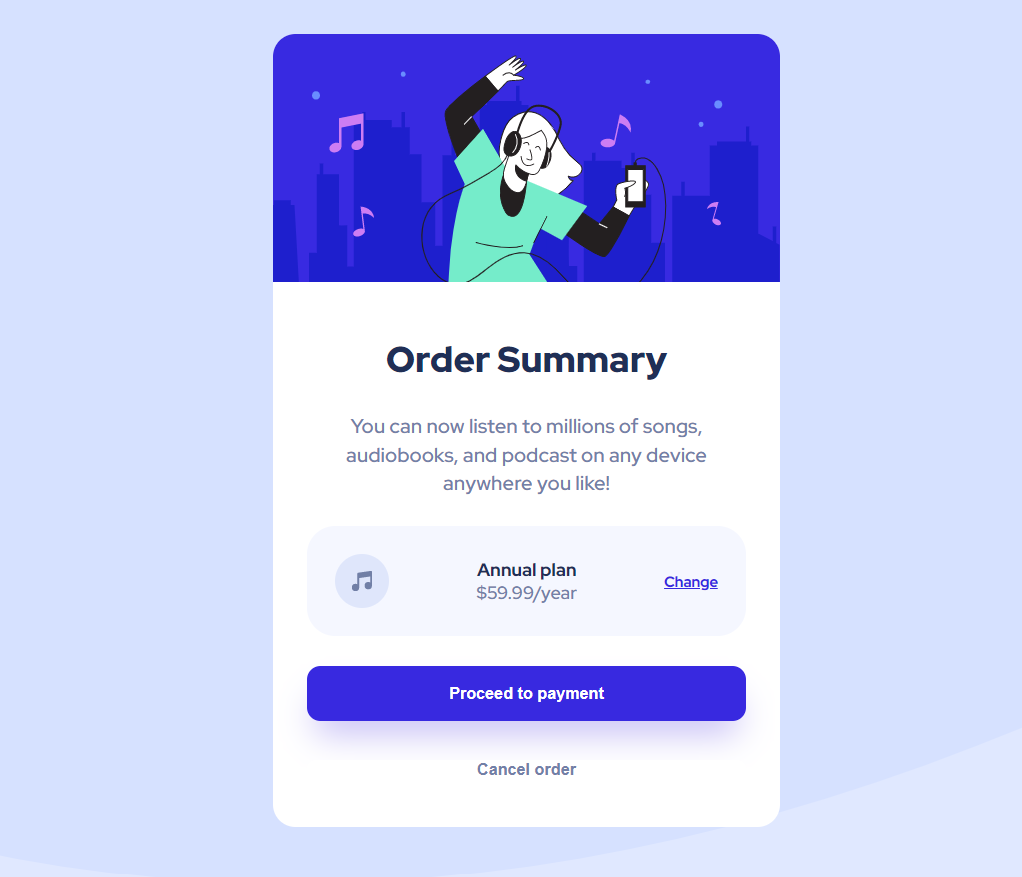 Order Summary
You can now listen to millions of songs,
audiobooks, and podcast on any device
anywhere you like!
Annual plan
$59.99/year
Change
Proceed to payment
Cancel order